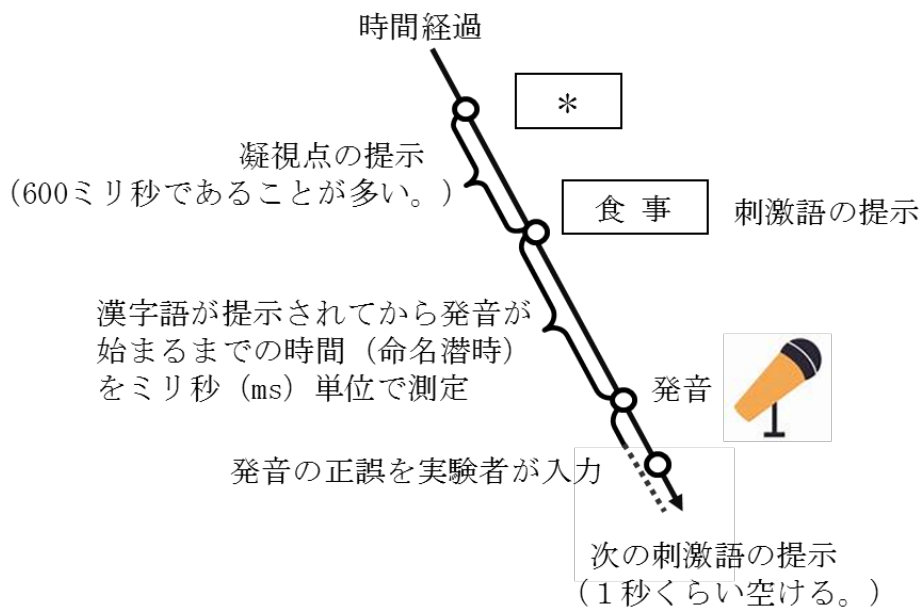 時間経過
＊
凝視点の提示
（600ミリ秒であることが多い。）
食 事
刺激語の提示
漢字語が提示されてから発音が
始まるまでの時間（命名潜時）
をミリ秒（ms）単位で測定
発音
発音の正誤を実験者が入力
次の刺激語の提示
（１秒くらい空ける。）